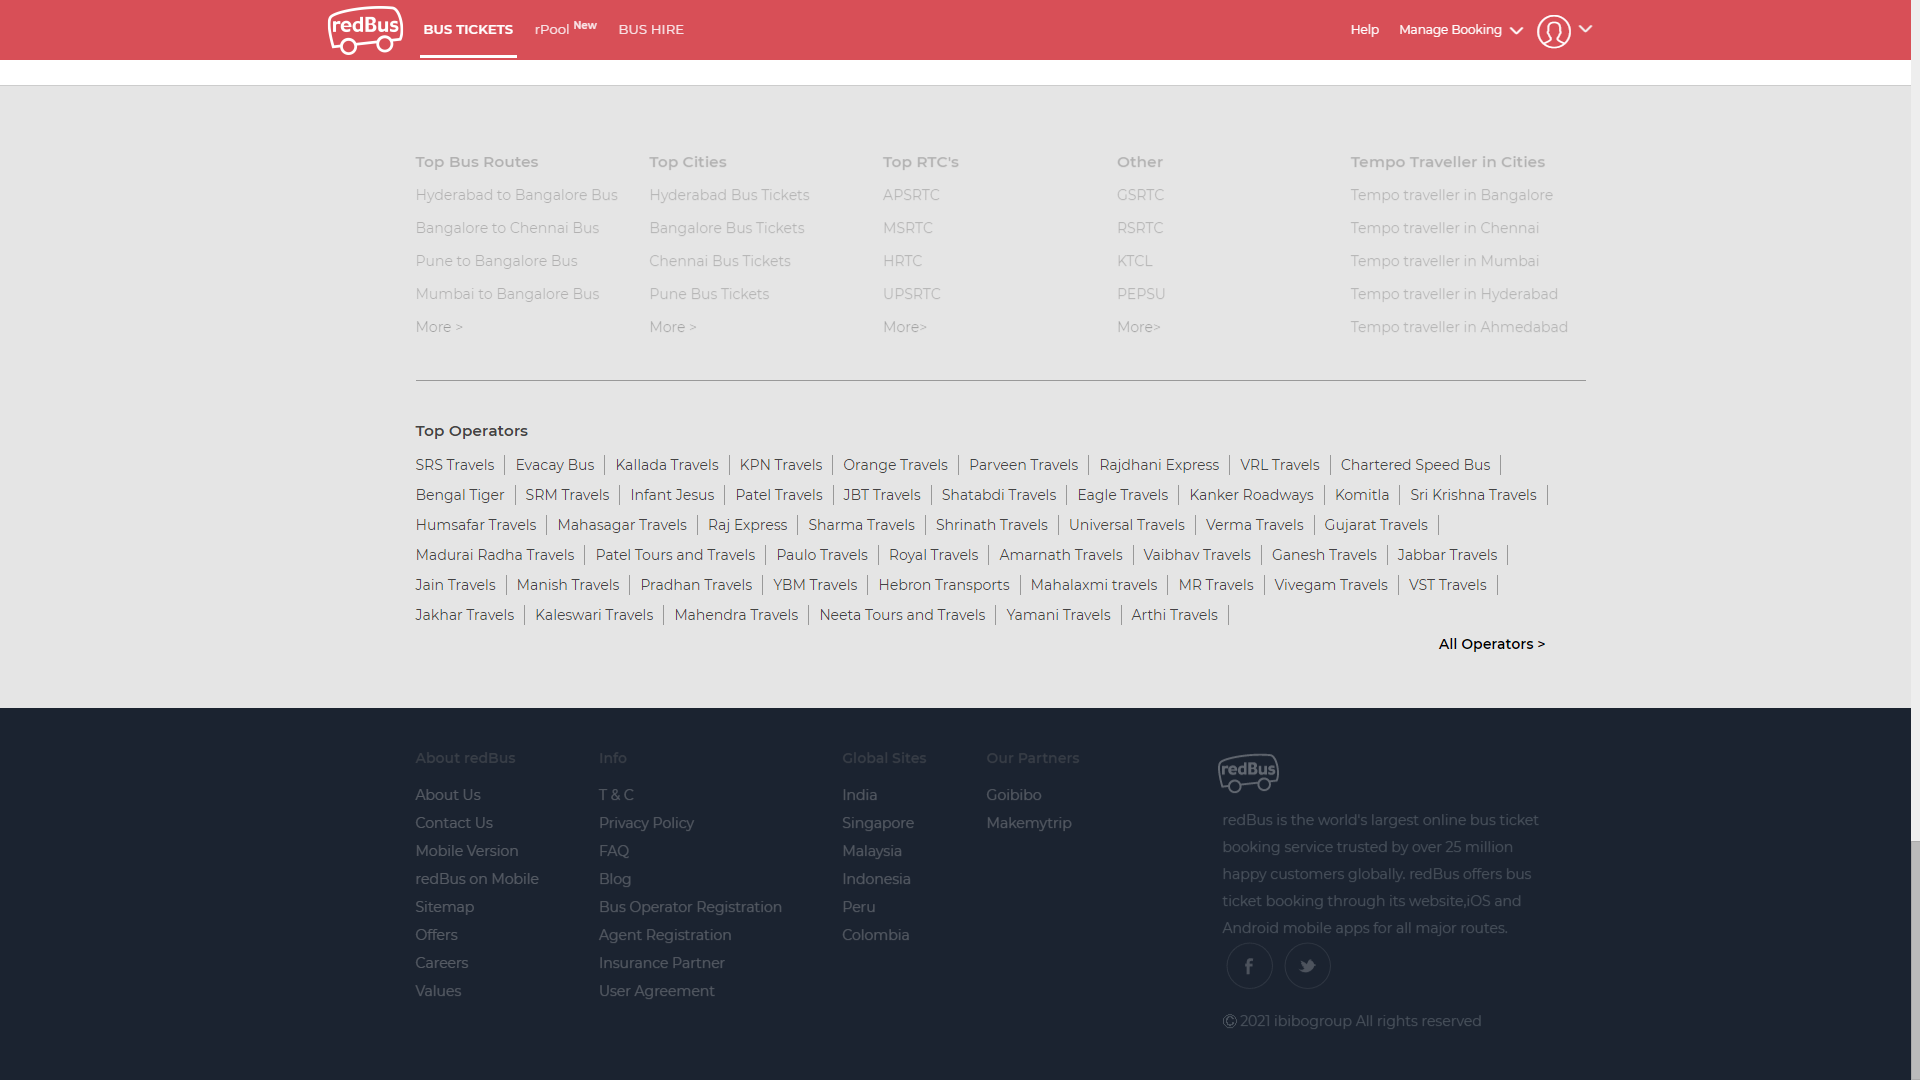 redBus
BUS TICKETS
rPool New
BUS HIRE
Help
Manage Booking
Top Bus Routes
Hyderabad to Bangalore Bus
Bangalore to Chennai Bus
Pune to Bangalore Bus
Mumbai to Bangalore Bus
More >
Top Cities
Hyderabad Bus Tickets
Bangalore Bus Tickets
Chennai Bus Tickets
Pune Bus Tickets
More >
Top RTC's
APSRTC
MSRTC
HRTC
UPSRTC
More>
Other
GSRTC
RSRTC
KTCL
PEPSU
More>
Tempo Traveller in Cities
Tempo traveller in Bangalore
Tempo traveller in Chennai
Tempo traveller in Mumbai
Tempo traveller in Hyderabad
Tempo traveller in Ahmedabad
Top Operators
SRS Travels | Evacay Bus | Kallada Travels | KPN Travels | Orange Travels | Parveen Travels | Rajdhani Express | VRL Travels | Chartered Speed Bus |
Bengal Tiger | SRM Travels | Infant Jesus | Patel Travels | JBT Travels | Shatabdi Travels | Eagle Travels | Kanker Roadways | Komitla | Sri Krishna Travels |
Humsafar Travels | Mahasagar Travels | Raj Express | Sharma Travels | Shrinath Travels | Universal Travels | Verma Travels | Gujarat Travels |
Madurai Radha Travels | Patel Tours and Travels | Paulo Travels | Royal Travels | Amarnath Travels | Vaibhav Travels | Ganesh Travels | Jabbar Travels |
Jain Travels | Manish Travels | Pradhan Travels | YBM Travels | Hebron Transports | Mahalaxmi travels | MR Travels | Vivegam Travels | VST Travels |
Jakhar Travels | Kaleswari Travels | Mahendra Travels | Neeta Tours and Travels | Yamani Travels | Arthi Travels |
All Operators >
About redBus
About Us
Contact Us
Mobile Version
redBus on Mobile
Sitemap
Offers
Careers
Values
Info
T & C
Privacy Policy
FAQ
Blog
Bus Operator Registration
Agent Registration
Insurance Partner
User Agreement
Global Sites
India
Singapore
Malaysia
Indonesia
Peru
Colombia
Our Partners
Goibibo
Makemytrip
redBus
redBus is the world's largest online bus ticket
booking service trusted by over 25 million
happy customers globally. redBus offers bus
ticket booking through its website,iOS and
Android mobile apps for all major routes.
© 2021 ibibogroup All rights reserved